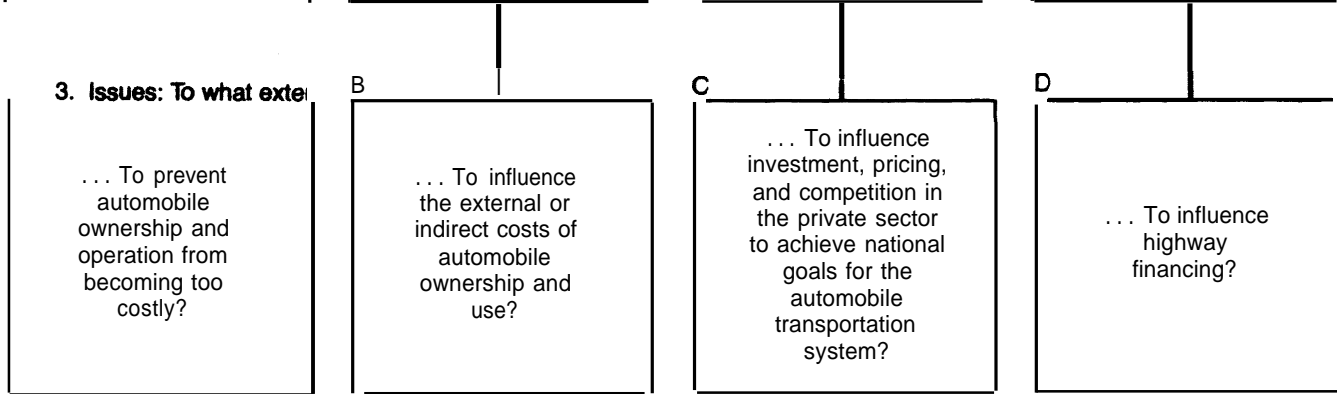 3. Issues: To what
B
C
D
. . . To prevent
automobile
ownership and
operation from
becoming too
costly?
. . . To influence
the external or
indirect costs of
automobile
ownership and
use?
. . . To influence
investment, pricing,
and competition in
the private sector
to achieve national
goals for the
automobile
transportation
system?
. . . To influence
highway
financing?